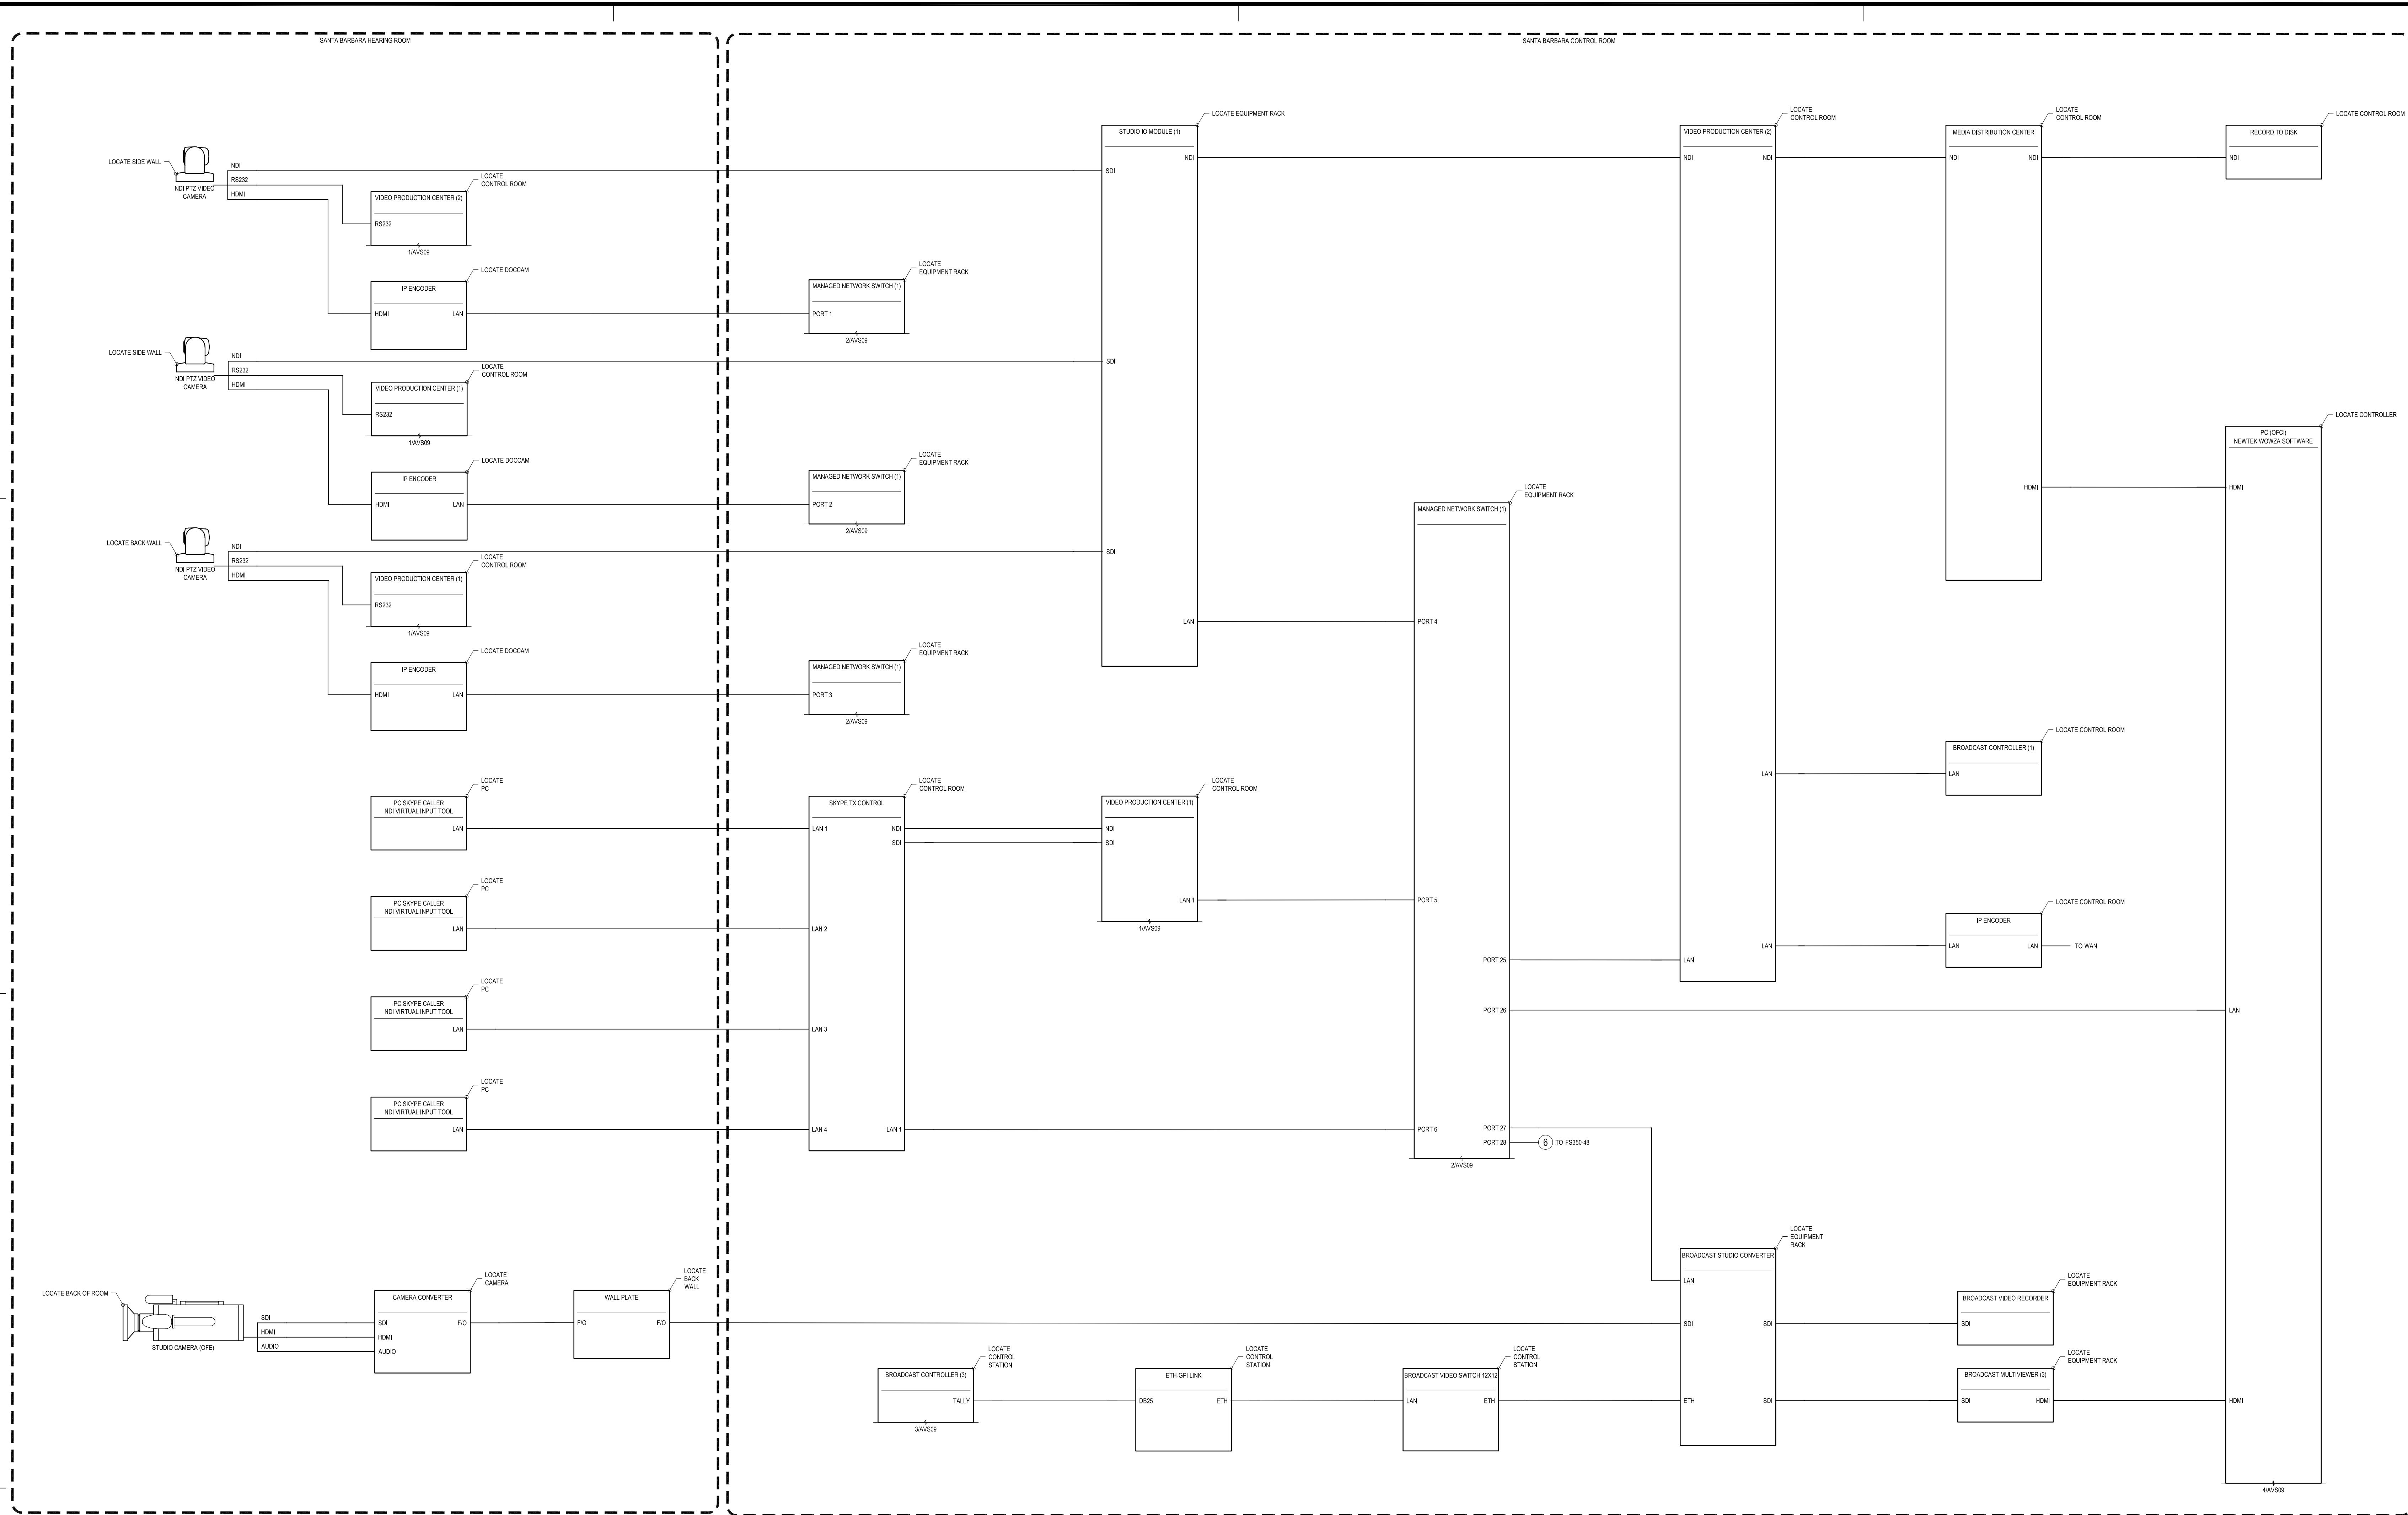 SANTA BARBARA HEARING ROOM
LOCATE SIDE WALL
NDI PTZ VIDEO
CAMERA
NDI
RS232
HDMI
LOCATE
CONTROL ROOM
VIDEO PRODUCTION CENTER (2)
RS232
1/AVS09
LOCATE DOCCAM
IP ENCODER
HDMI
LAN
LOCATE SIDE WALL
NDI PTZ VIDEO
CAMERA
NDI
RS232
HDMI
LOCATE
CONTROL ROOM
VIDEO PRODUCTION CENTER (1)
RS232
1/AVS09
LOCATE DOCCAM
IP ENCODER
HDMI
LAN
LOCATE BACK WALL
NDI PTZ VIDEO
CAMERA
NDI
RS232
HDMI
LOCATE
CONTROL ROOM
VIDEO PRODUCTION CENTER (1)
RS232
1/AVS09
LOCATE DOCCAM
IP ENCODER
HDMI
LAN
LOCATE
PC
PC SKYPE CALLER
NDI VIRTUAL INPUT TOOL
LAN
LOCATE
PC
PC SKYPE CALLER
NDI VIRTUAL INPUT TOOL
LAN
LOCATE
PC
PC SKYPE CALLER
NDI VIRTUAL INPUT TOOL
LAN
LOCATE
PC
PC SKYPE CALLER
NDI VIRTUAL INPUT TOOL
LAN
LOCATE BACK OF ROOM
STUDIO CAMERA (OFE)
SDI
HDMI
AUDIO
LOCATE
CAMERA
CAMERA CONVERTER
SDI
F/O
HDMI
AUDIO
LOCATE
BACK
WALL
WALL PLATE
F/O
F/O
SANTA BARBARA CONTROL ROOM
LOCATE
EQUIPMENT RACK
MANAGED NETWORK SWITCH (1)
PORT 1
2/AVS09
LOCATE
EQUIPMENT RACK
MANAGED NETWORK SWITCH (1)
PORT 2
2/AVS09
LOCATE
EQUIPMENT RACK
MANAGED NETWORK SWITCH (1)
PORT 3
2/AVS09
LOCATE
CONTROL ROOM
SKYPE TX CONTROL
LAN 1
NDI
SDI
LAN 2
LAN 3
LAN 4
LAN 1
LOCATE EQUIPMENT RACK
STUDIO IO MODULE (1)
NDI
SDI
SDI
SDI
LAN
LOCATE
CONTROL ROOM
VIDEO PRODUCTION CENTER (1)
NDI
SDI
LAN 1
1/AVS09
LOCATE
EQUIPMENT RACK
MANAGED NETWORK SWITCH (1)
PORT 4
PORT 5
PORT 25
PORT 26
PORT 6
PORT 27
PORT 28
6
TO FS350-48
2/AVS09
LOCATE
CONTROL ROOM
VIDEO PRODUCTION CENTER (2)
NDI
NDI
LAN
LAN
LAN
LOCATE
CONTROL ROOM
MEDIA DISTRIBUTION CENTER
NDI
NDI
HDMI
LOCATE CONTROL ROOM
RECORD TO DISK
NDI
LOCATE CONTROLLER
PC (OFCI)
NEWTEK WOWZA SOFTWARE
HDMI
LAN
HDMI
4/AVS09
LOCATE CONTROL ROOM
BROADCAST CONTROLLER (1)
LAN
LOCATE CONTROL ROOM
IP ENCODER
LAN
LAN
TO WAN
LOCATE
EQUIPMENT
RACK
BROADCAST STUDIO CONVERTER
LAN
SDI
SDI
ETH
SDI
LOCATE
EQUIPMENT RACK
BROADCAST VIDEO RECORDER
SDI
LOCATE
EQUIPMENT RACK
BROADCAST MULTIVIEWER (3)
SDI
HDMI
LOCATE
CONTROL
STATION
BROADCAST CONTROLLER (3)
TALLY
3/AVS09
LOCATE
CONTROL
STATION
ETH-GPI LINK
DB25
ETH
LOCATE
CONTROL
STATION
BROADCAST VIDEO SWITCH 12X12
LAN
ETH